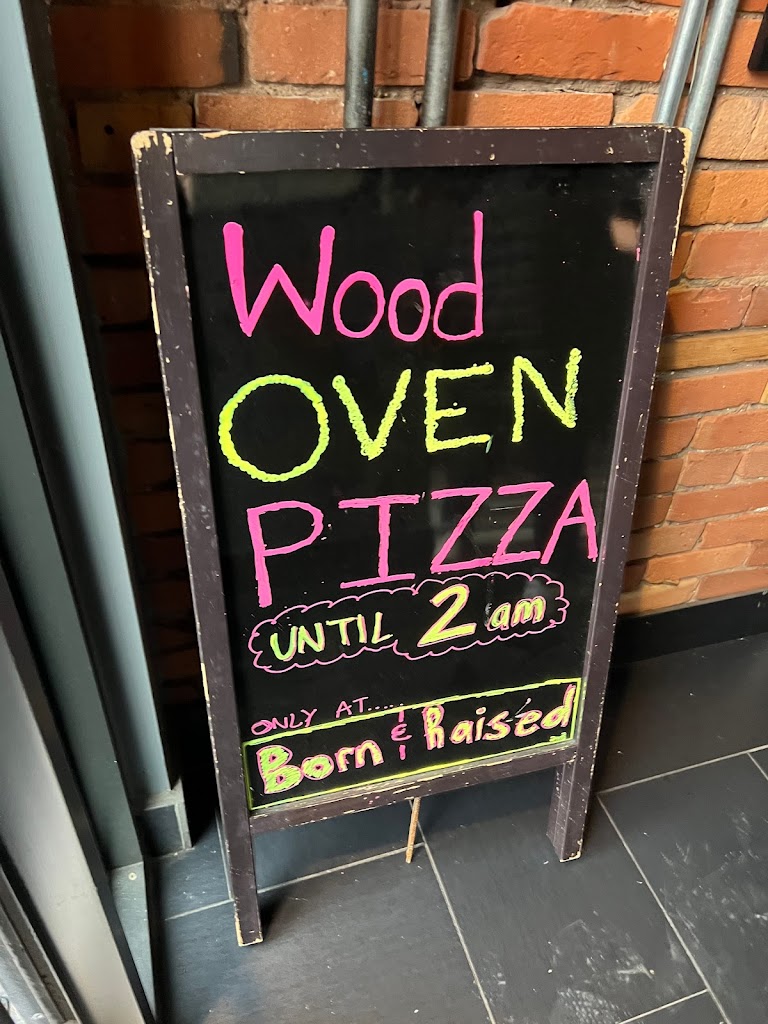 Wood
OVEN
PIZZA
UNTIL 2 am
ONLY AT.....
Born & Raised